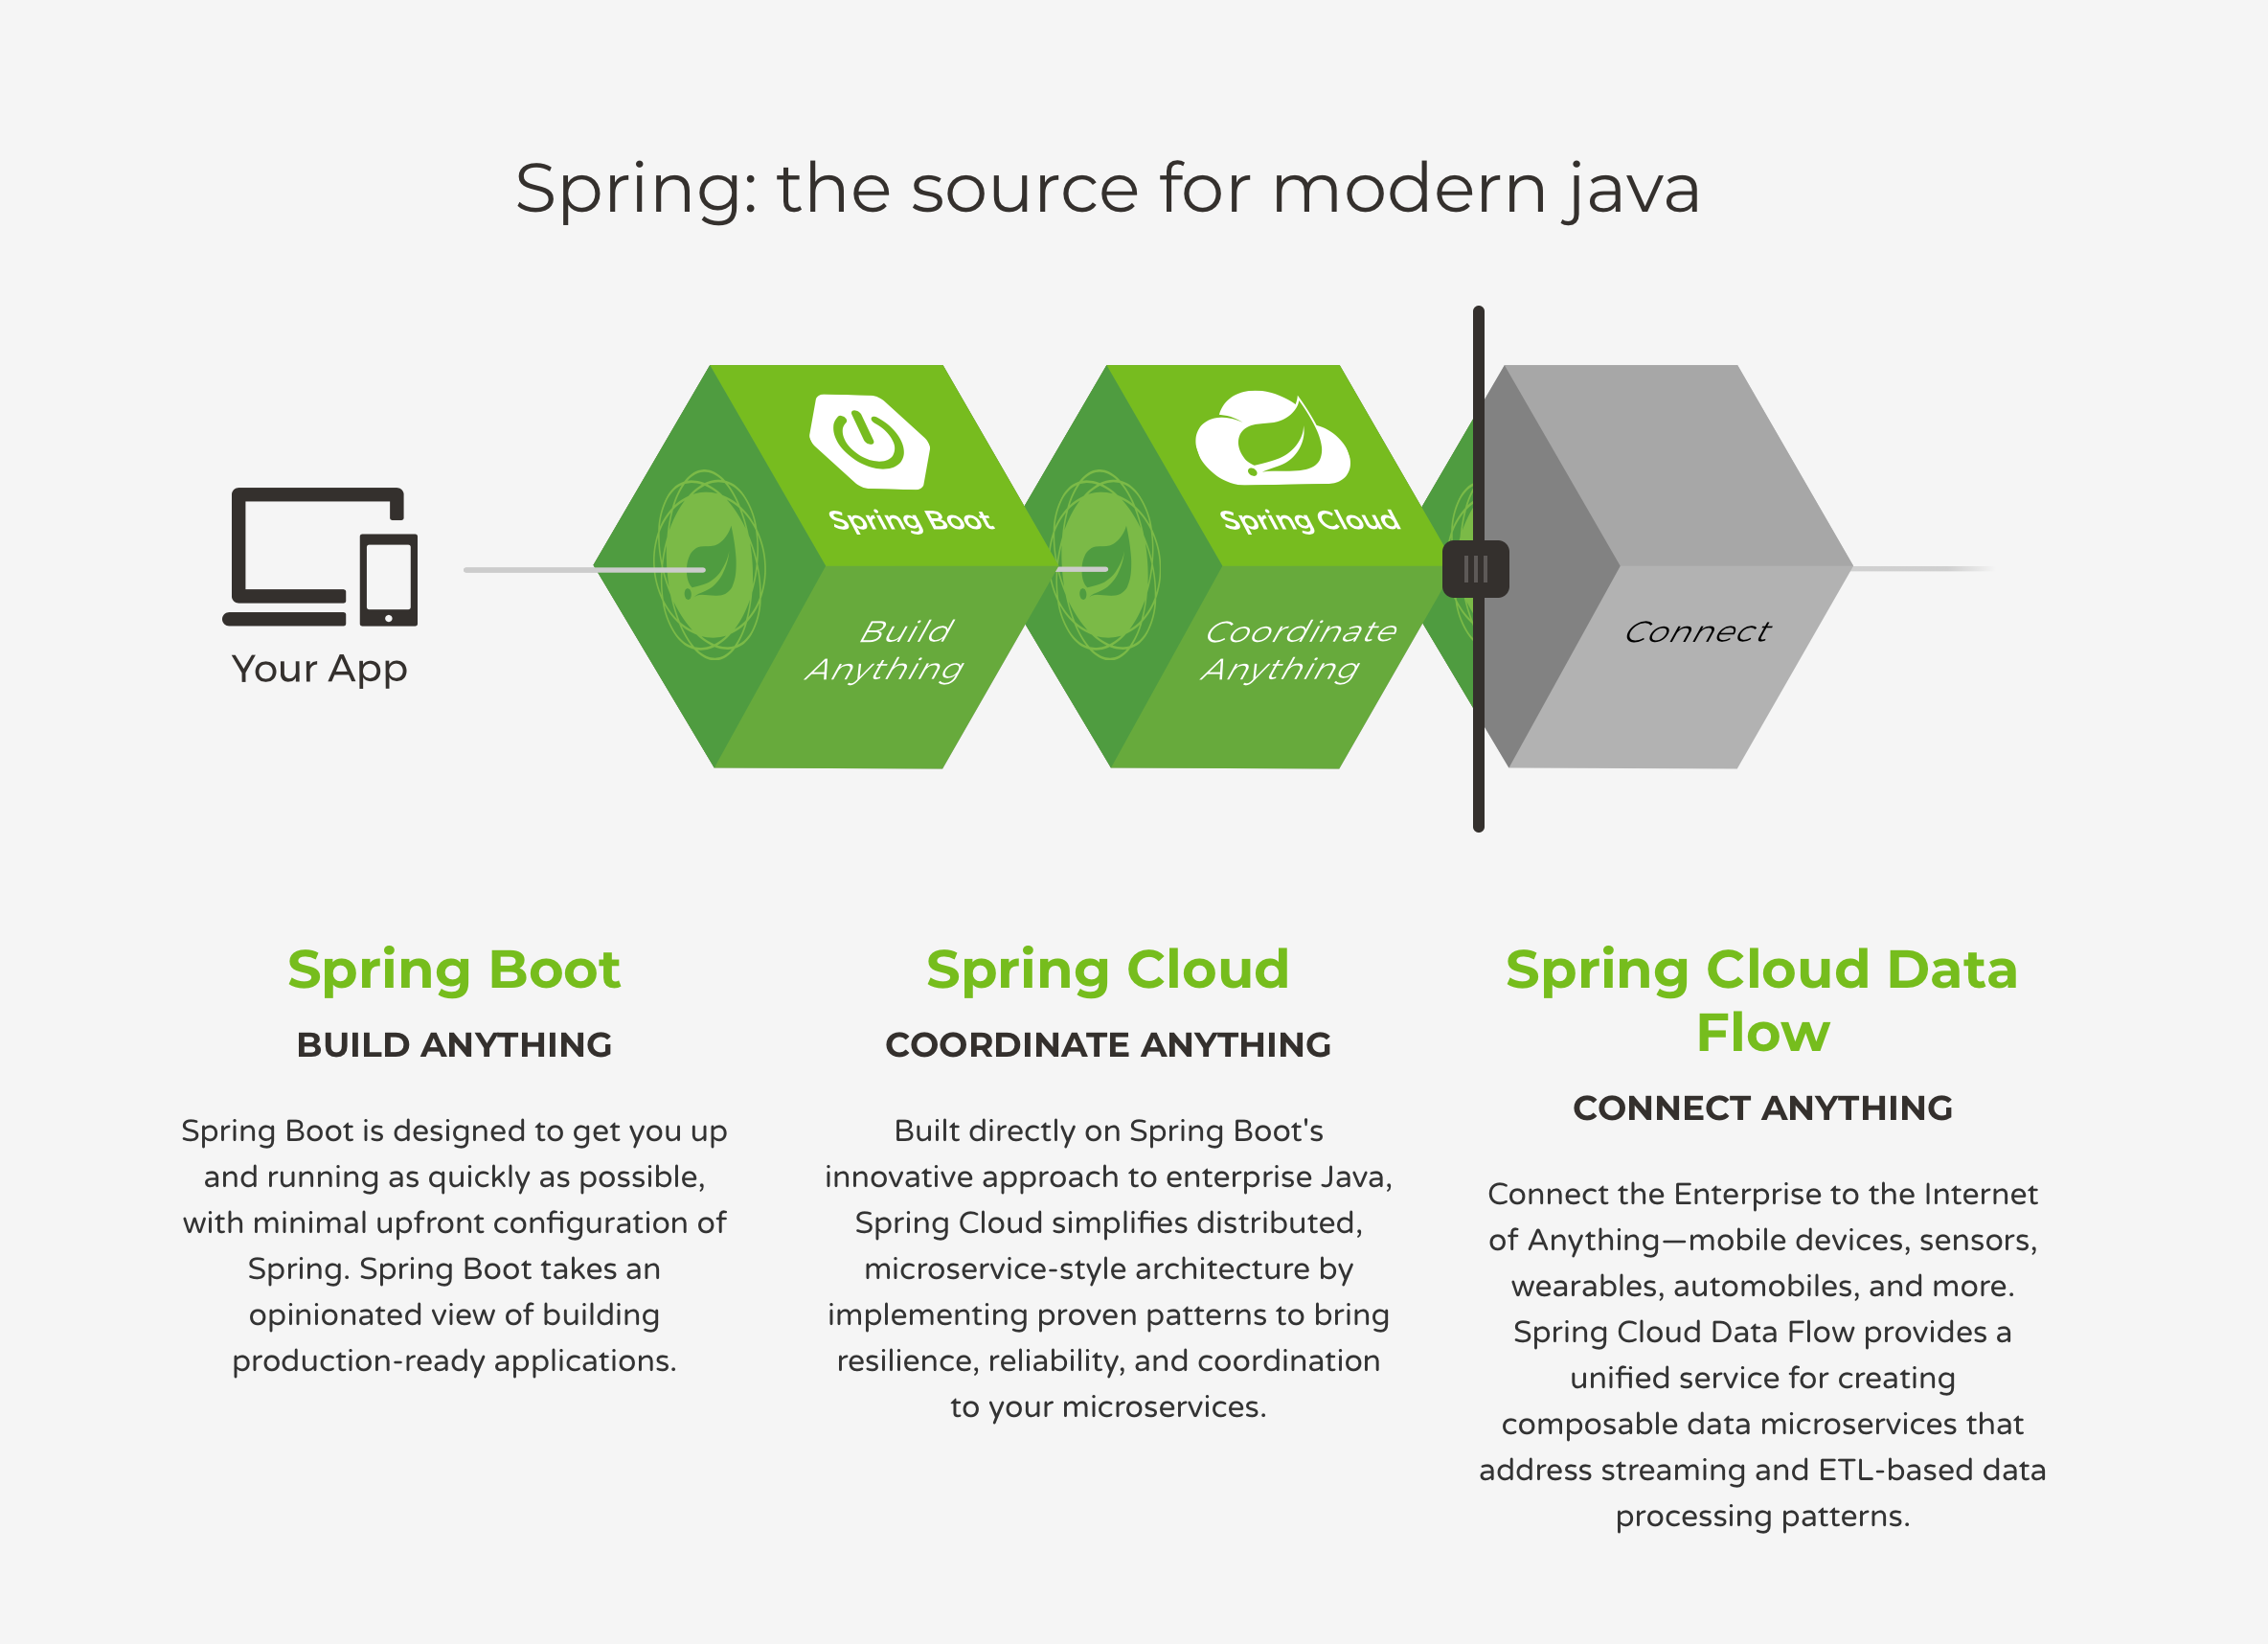 Spring: the source for modern java
Spring Boot
Spring Cloud
Build
Anything
Coordinate
Anything
Connect
Your App
Spring Boot
BUILD ANYTHING
Spring Boot is designed to get you up
and running as quickly as possible,
with minimal upfront configuration of
Spring. Spring Boot takes an
opinionated view of building
production-ready applications.
Spring Cloud
COORDINATE ANYTHING
Built directly on Spring Boot's
innovative approach to enterprise Java,
Spring Cloud simplifies distributed,
microservice-style architecture by
implementing proven patterns to bring
resilience, reliability, and coordination
to your microservices.
Spring Cloud Data
Flow
CONNECT ANYTHING
Connect the Enterprise to the Internet
of Anything—mobile devices, sensors,
wearables, automobiles, and more.
Spring Cloud Data Flow provides a
unified service for creating
composable data microservices that
address streaming and ETL-based data
processing patterns.